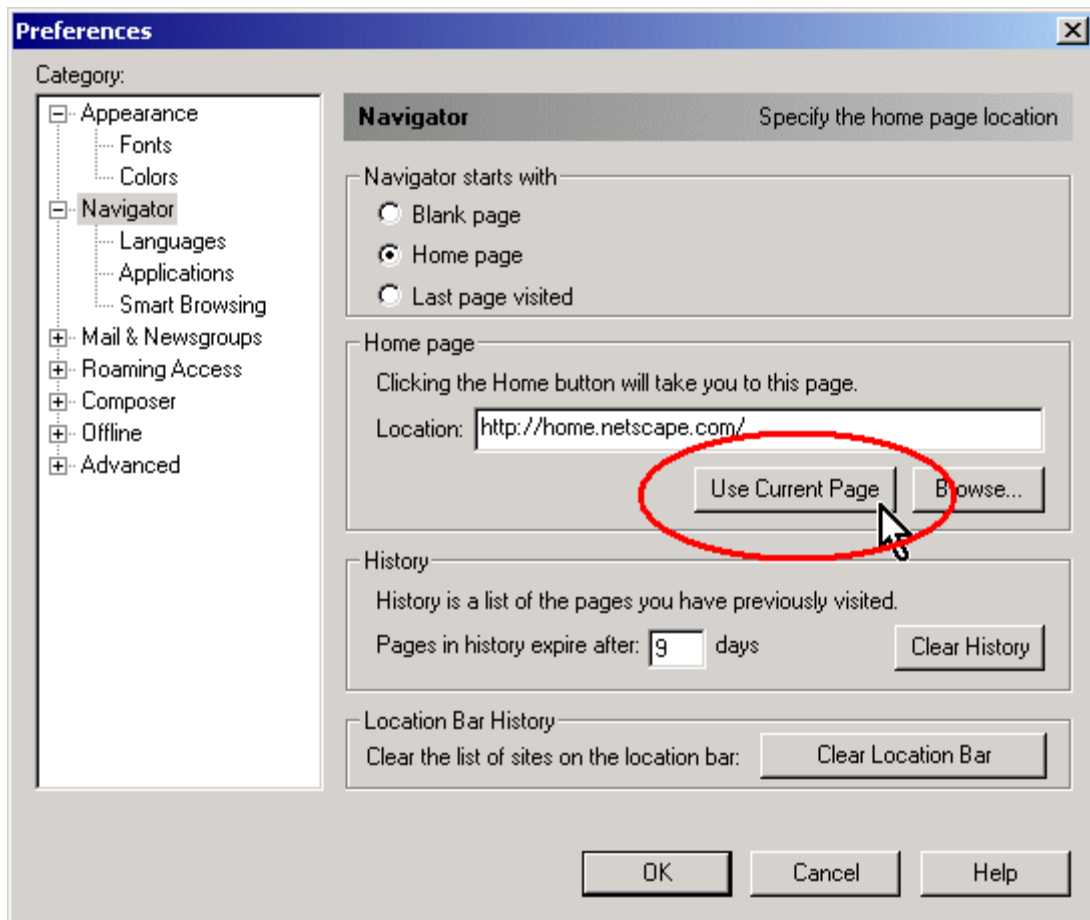 Preferences
Category:
Appearance
Fonts
Colors
Navigator
Languages
Applications
Smart Browsing
Mail & Newsgroups
Roaming Access
Composer
Offline
Advanced
Navigator Specify the home page location
Navigator starts with
Blank page
Home page
Last page visited
Home page
Clicking the Home button will take you to this page.
Location: http://home.netscape.com/
Use Current Page Browse...
History
History is a list of the pages you have previously visited.
Pages in history expire after: 9 days Clear History
Location Bar History
Clear the list of sites on the location bar: Clear Location Bar
OK Cancel Help